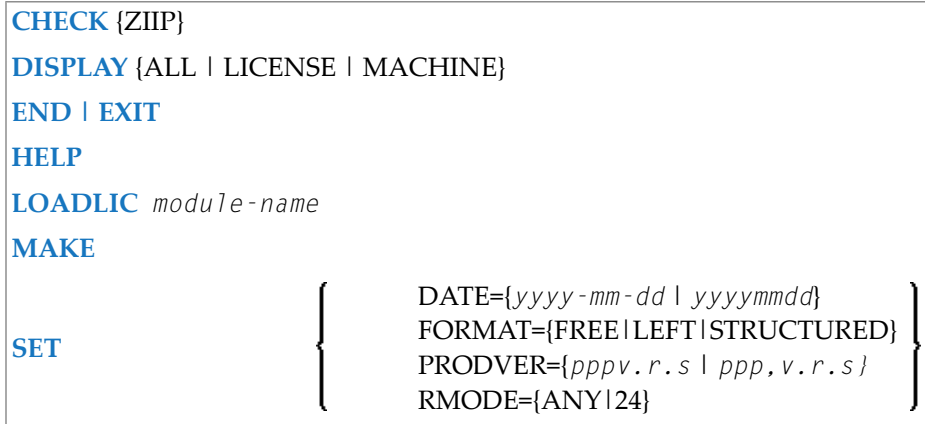 CHECK {ZIIP}
DISPLAY {ALL | LICENSE | MACHINE}
END | EXIT
HELP
LOADLIC module-name
MAKE
SET
DATE={yyyy-mm-dd | yyyymmdd}
FORMAT={FREE|LEFT|STRUCTURED}
PRODVER={pppv.r.s | ppp,v.r.s}
RMODE={ANY|24}